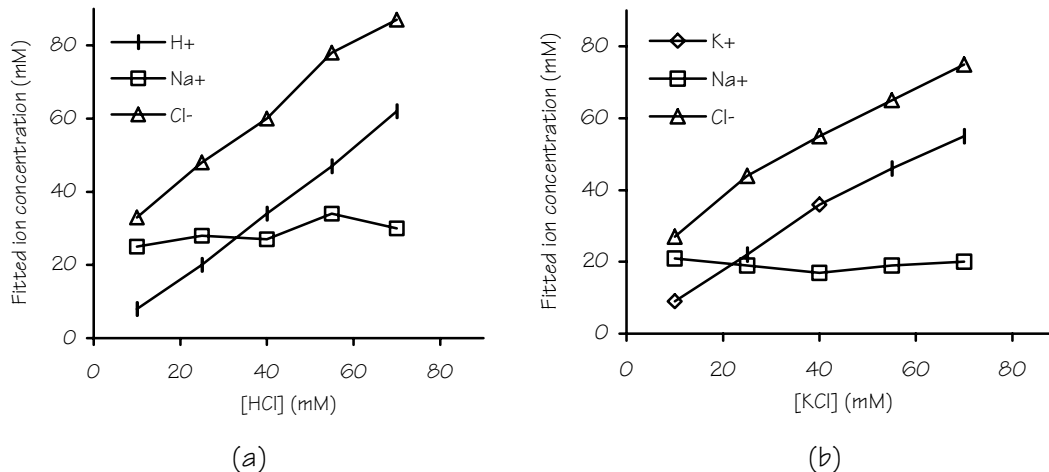 Fitted ion concentration (mM)
80
60
40
20
0
H+
Na+
Cl-
0 20 40 60 80
[HCl] (mM)
(a)
Fitted ion concentration (mM)
80
60
40
20
0
K+
Na+
Cl-
0 20 40 60 80
[KCl] (mM)
(b)